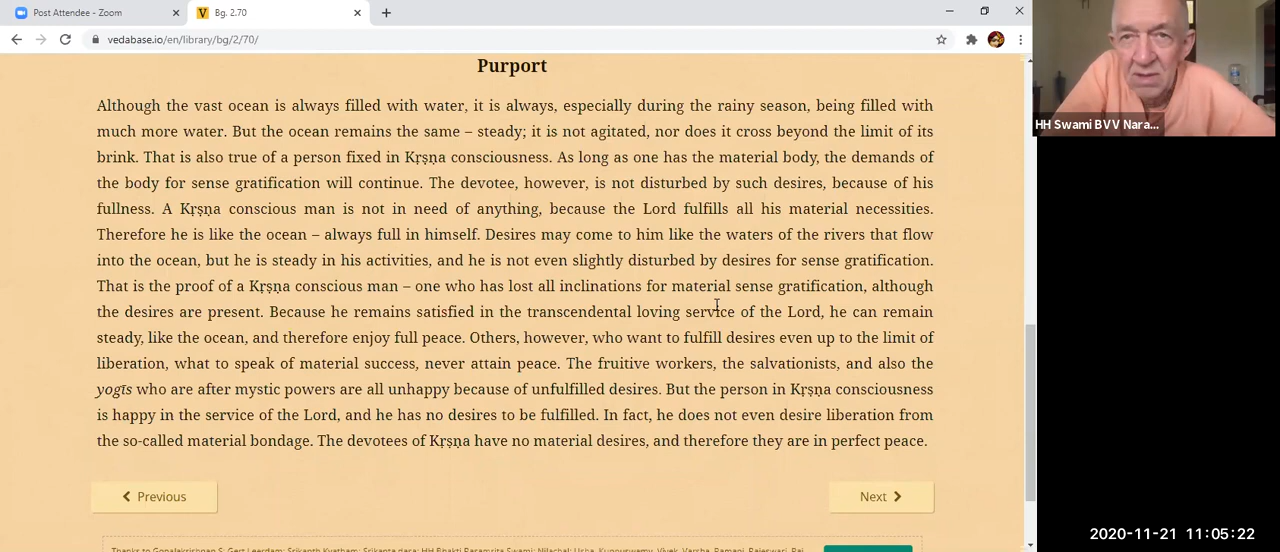 Post Attendee - Zoom
Bg. 2.70
vedabase.io/en/library/bg/2/70/
Purport
Although the vast ocean is always filled with water, it is always, especially during the rainy season, being filled with
much more water. But the ocean remains the same – steady; it is not agitated, nor does it cross beyond the limit of its
brink. That is also true of a person fixed in Kṛṣṇa consciousness. As long as one has the material body, the demands of
the body for sense gratification will continue. The devotee, however, is not disturbed by such desires, because of his
fullness. A Kṛṣṇa conscious man is not in need of anything, because the Lord fulfills all his material necessities.
Therefore he is like the ocean – always full in himself. Desires may come to him like the waters of the rivers that flow
into the ocean, but he is steady in his activities, and he is not even slightly disturbed by desires for sense gratification.
That is the proof of a Kṛṣṇa conscious man – one who has lost all inclinations for material sense gratification, although
the desires are present. Because he remains satisfied in the transcendental loving service of the Lord, he can remain
steady, like the ocean, and therefore enjoy full peace. Others, however, who want to fulfill desires even up to the limit of
liberation, what to speak of material success, never attain peace. The fruitive workers, the salvationists, and also the
yogīs who are after mystic powers are all unhappy because of unfulfilled desires. But the person in Kṛṣṇa consciousness
is happy in the service of the Lord, and he has no desires to be fulfilled. In fact, he does not even desire liberation from
the so-called material bondage. The devotees of Kṛṣṇa have no material desires, and therefore they are in perfect peace.
Previous
Next
HH Swami BVV Nara...
2020-11-21 11:05:22